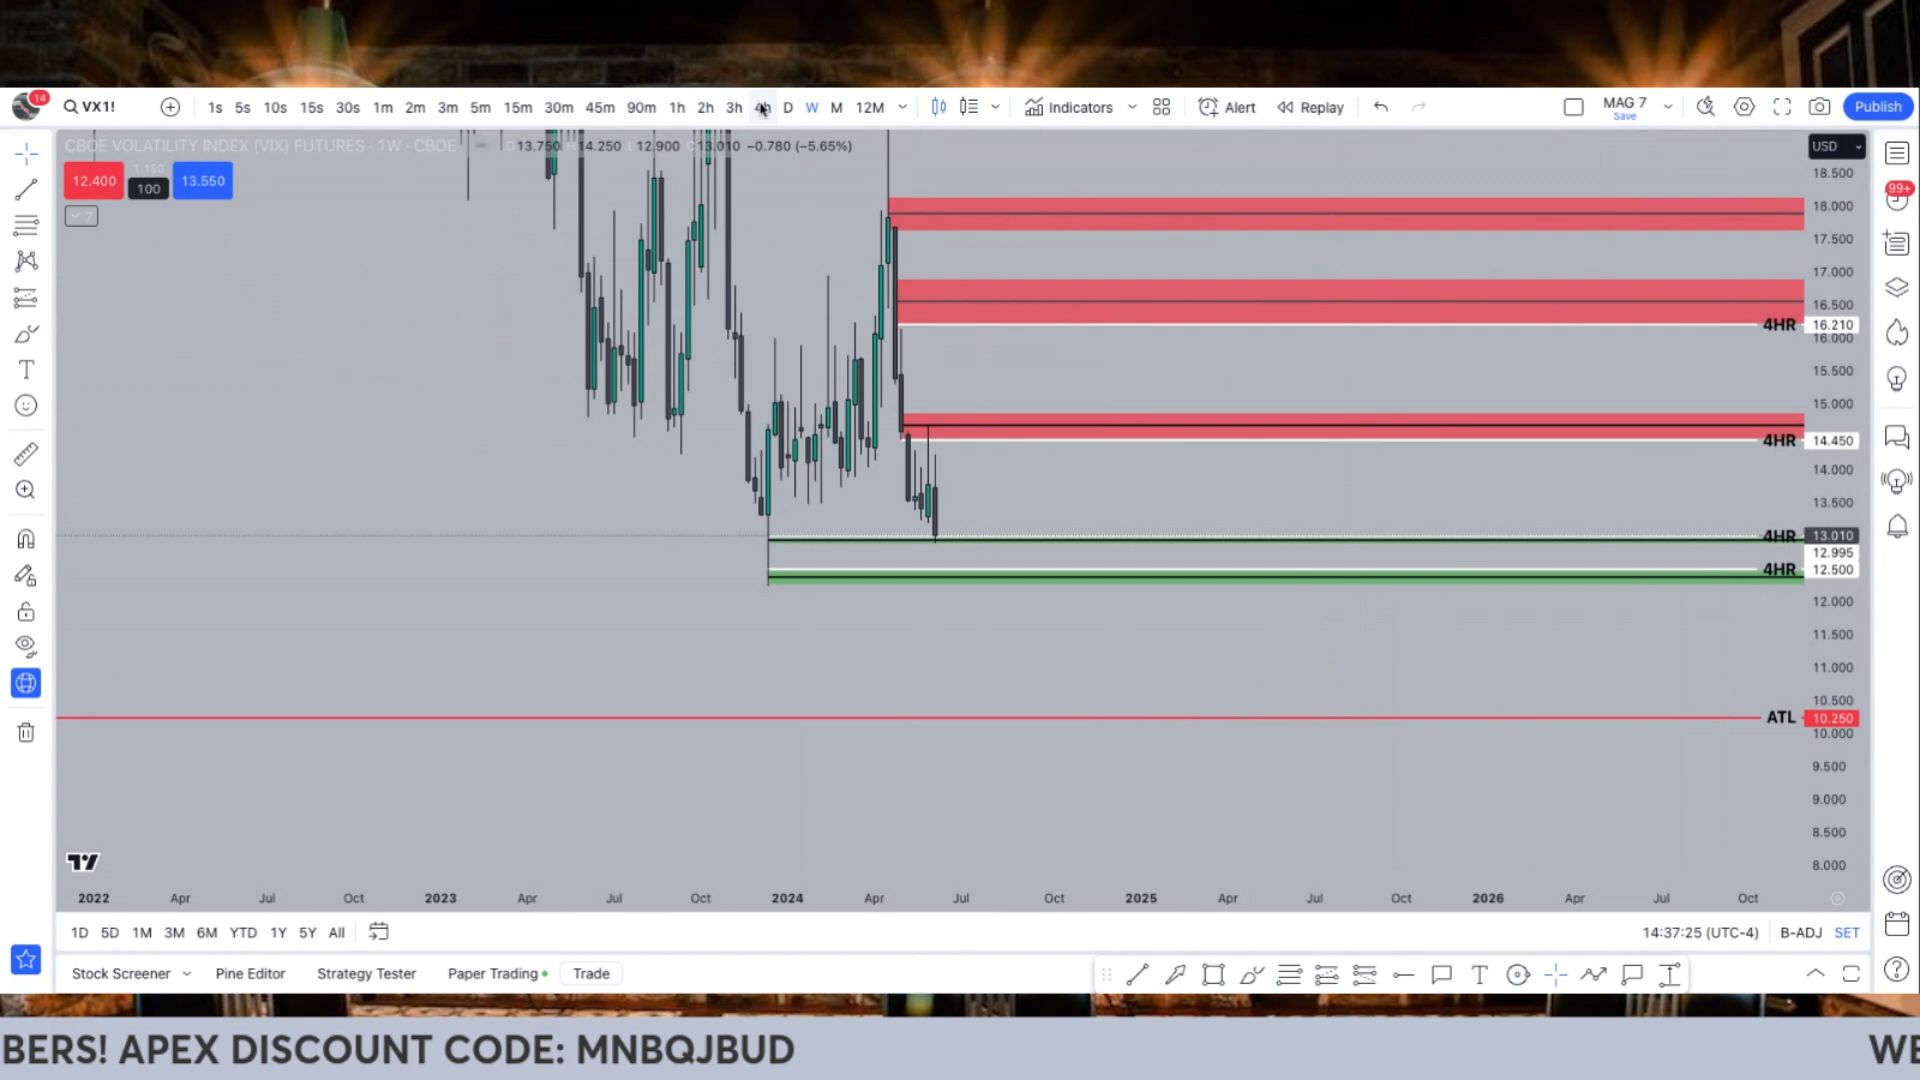 14
VX1!
1s 5s 10s 15s 30s 1m 2m 3m 5m 15m 30m 45m 90m 1h 2h 3h 4h D W M 12M
Indicators
Alert
Replay
MAG 7
Save
Publish
CBOE VOLATILITY INDEX (VIX) FUTURES · 1W · CBOE
13.750 14.250 12.900 13.010 −0.780 (−5.65%)
USD
12.400
1.150
100
13.550
7
99+
18.500
18.000
17.500
17.000
16.500
4HR 16.210
16.000
15.500
15.000
4HR 14.450
14.000
13.500
4HR 13.010
12.995
4HR 12.500
12.000
11.500
11.000
10.500
ATL 10.250
10.000
9.500
9.000
8.500
8.000
2022 Apr Jul Oct 2023 Apr Jul Oct 2024 Apr Jul Oct 2025 Apr Jul Oct 2026 Apr Jul Oct
1D 5D 1M 3M 6M YTD 1Y 5Y All
14:37:25 (UTC-4) B-ADJ SET
Stock Screener Pine Editor Strategy Tester Paper Trading Trade
BERS! APEX DISCOUNT CODE: MNBQJBUD
WE